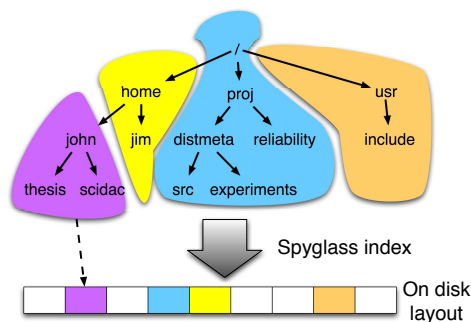 /
home
proj
usr
john
jim
distmeta
reliability
include
thesis
scidac
src
experiments
Spyglass index
On disk
layout